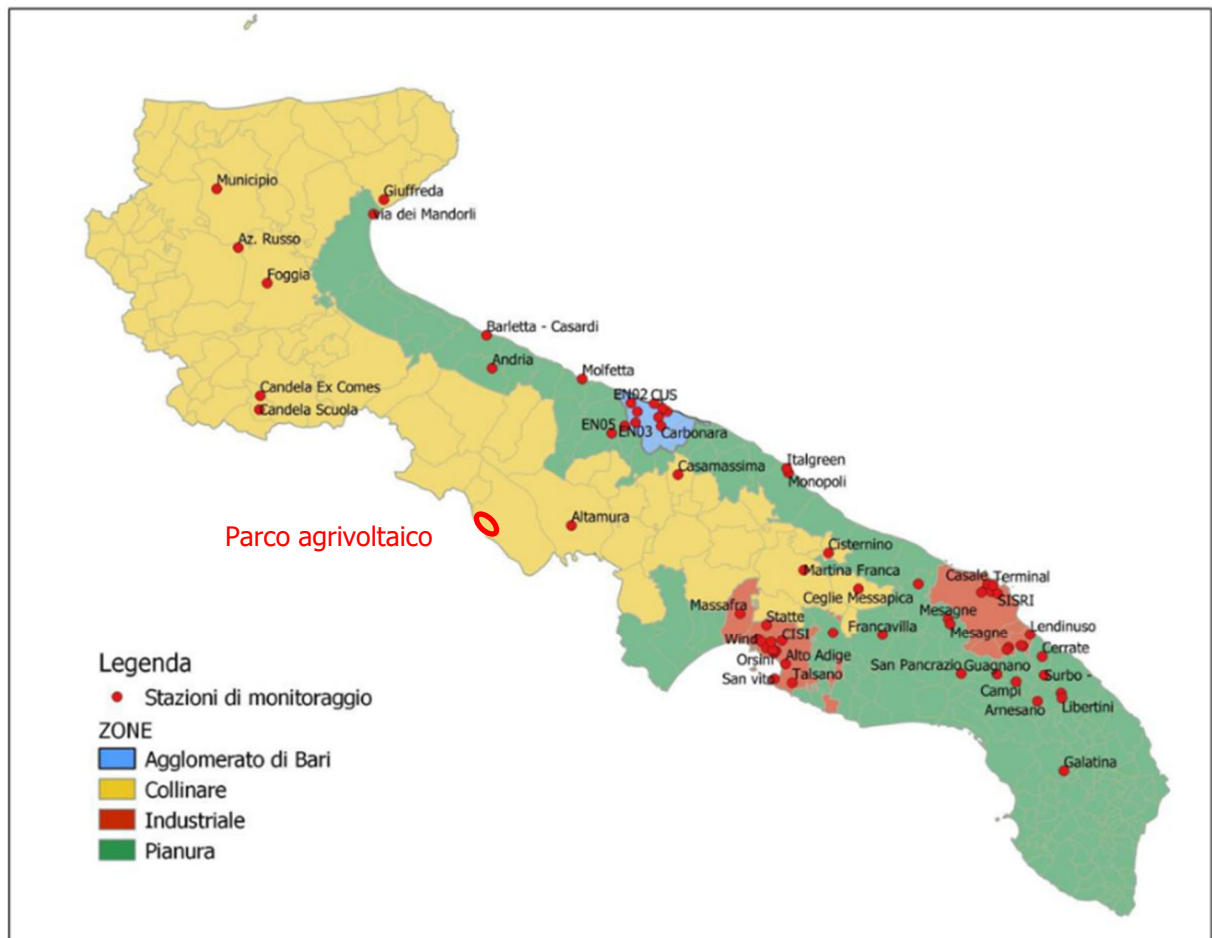 Municipio
Giuffreda
via dei Mandorli
Az. Russo
Foggia
Barletta - Casardi
Andria
Molfetta
Candela Ex Comes
Candela Scuola
EN02 CUS
EN05 EN03 Carbonara
Casamassima
Italgreen
Monopoli
Parco agrivoltaico
Altamura
Cisternino
Martina Franca
Ceglie Messapica
Casale Terminal
SISRI
Massafra
Statte
Mesagne
Mesagne
Lendinuso
Wind CISI
Francavilla
Cerrate
Orsini Alto Adige
San Pancrazio Guagnano
Surbo -
San vito Talsano
Campi
Arnesano
Libertini
Galatina
Legenda
Stazioni di monitoraggio
ZONE
Agglomerato di Bari
Collinare
Industriale
Pianura